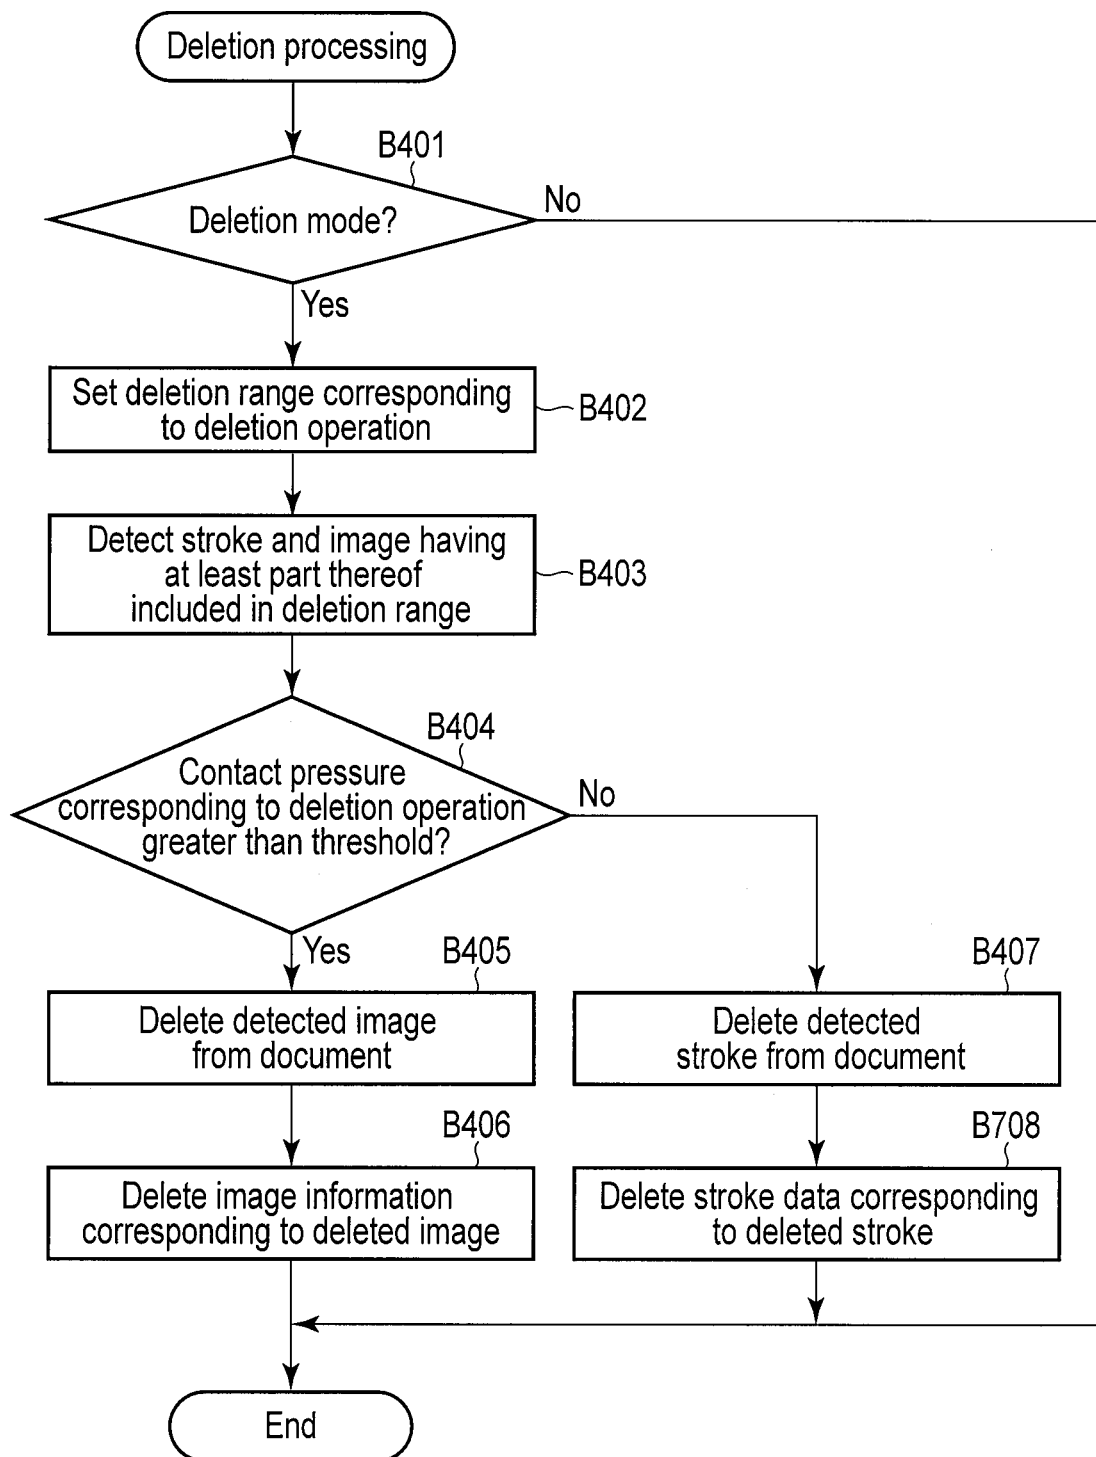 Deletion processing
B401
Deletion mode?
No
Yes
Set deletion range corresponding
to deletion operation
B402
Detect stroke and image having
at least part thereof
included in deletion range
B403
B404
Contact pressure
corresponding to deletion operation
greater than threshold?
No
Yes
B405
Delete detected image
from document
B407
Delete detected
stroke from document
B406
Delete image information
corresponding to deleted image
B708
Delete stroke data corresponding
to deleted stroke
End